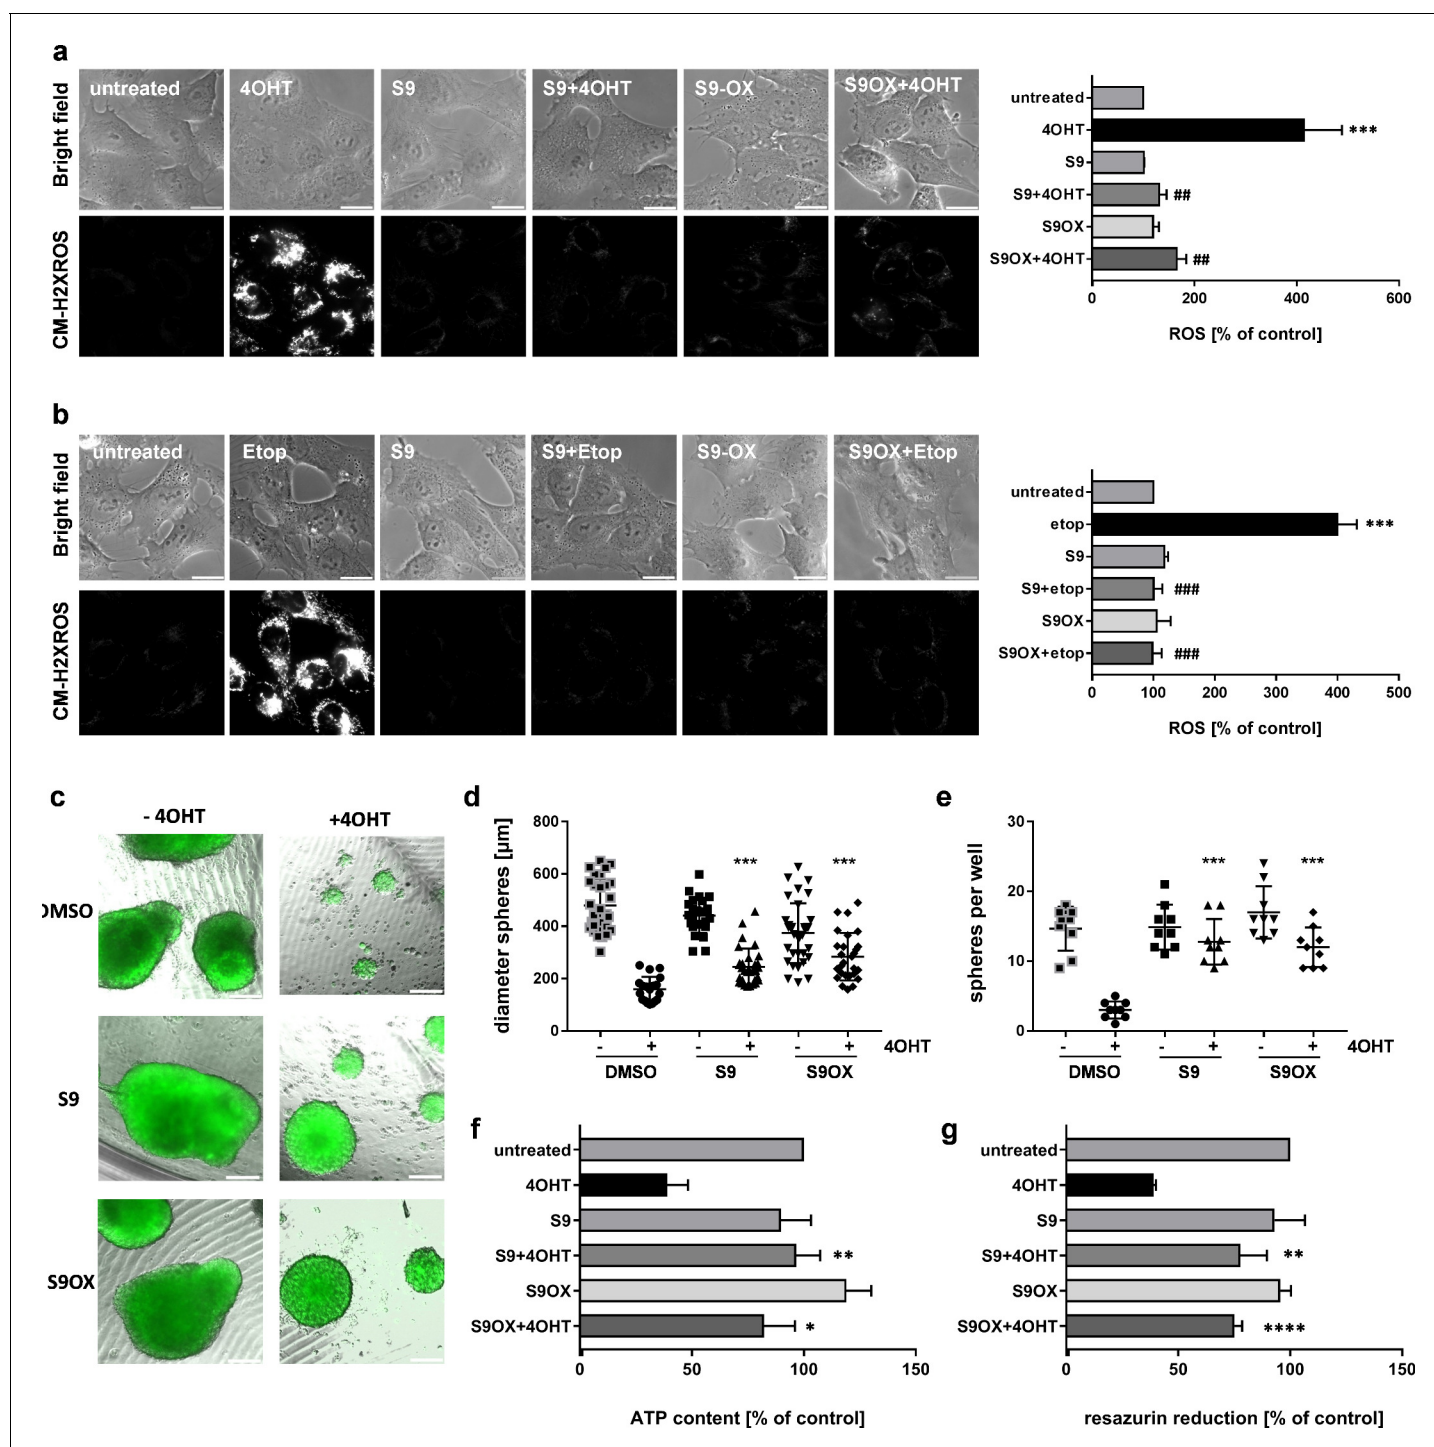 a
untreated 4OHT S9 S9+4OHT S9-OX S9OX+4OHT
Bright field
CM-H2XROS
untreated
4OHT
***
S9
S9+4OHT
##
S9OX
S9OX+4OHT
##
0 200 400 600
ROS [% of control]
b
untreated Etop S9 S9+Etop S9-OX S9OX+Etop
Bright field
CM-H2XROS
untreated
etop
***
S9
S9+etop
###
S9OX
S9OX+etop
###
0 100 200 300 400 500
ROS [% of control]
c
- 4OHT +4OHT
DMSO
S9
S9OX
d
diameter spheres [µm]
800
600
400
200
0
*** ***
- + - + - + 4OHT
DMSO S9 S9OX
e
spheres per well
30
20
10
0
*** ***
- + - + - + 4OHT
DMSO S9 S9OX
f
untreated
4OHT
S9
S9+4OHT
**
S9OX
S9OX+4OHT
*
0 50 100 150
ATP content [% of control]
g
untreated
4OHT
S9
S9+4OHT
**
S9OX
S9OX+4OHT
****
0 50 100 150
resazurin reduction [% of control]